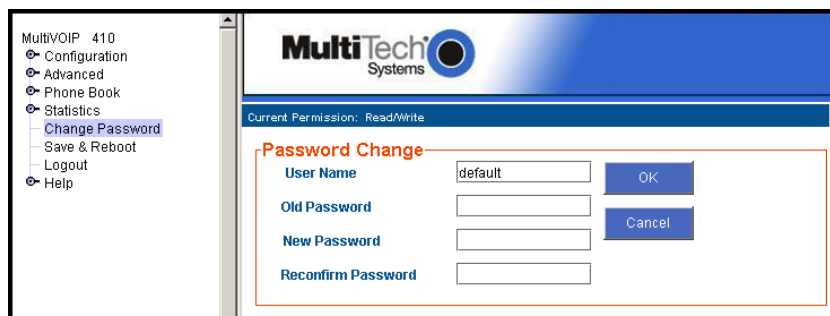 MultiVOIP 410
Configuration
Advanced
Phone Book
Statistics
Change Password
Save & Reboot
Logout
Help
MultiTech
Systems
Current Permission: Read/Write
Password Change
User Name
default
OK
Old Password
Cancel
New Password
Reconfirm Password